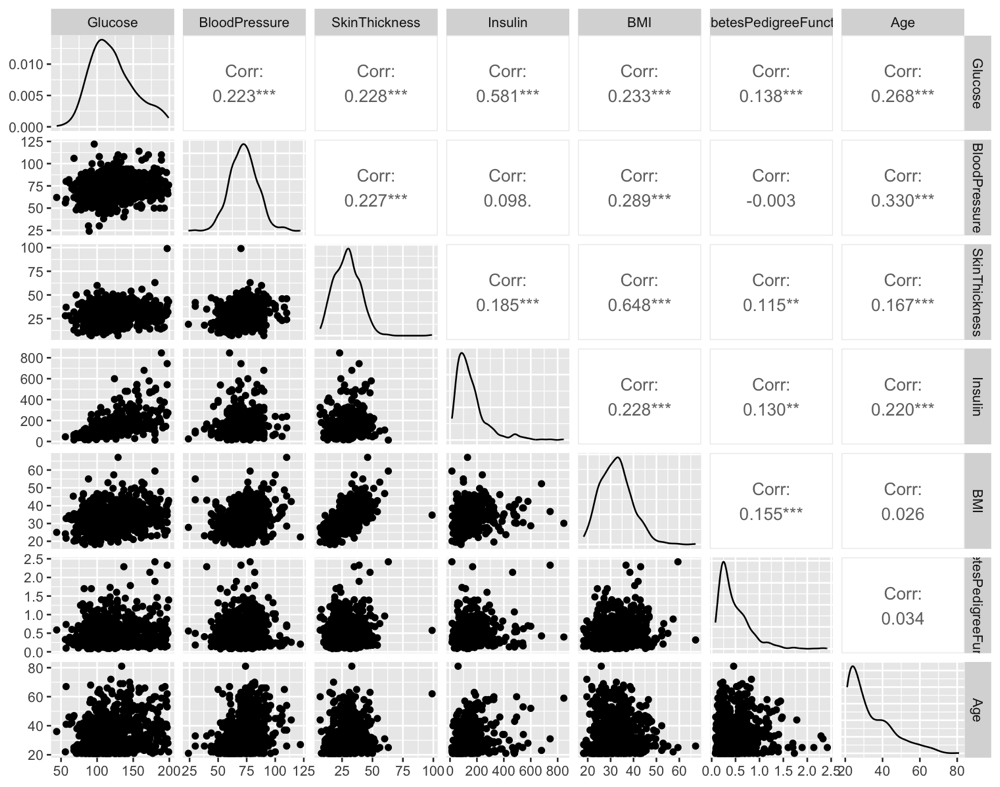 Glucose BloodPressure SkinThickness Insulin BMI betesPedigreeFunct Age
0.010
0.005
0.000
Corr:
0.223***
Corr:
0.228***
Corr:
0.581***
Corr:
0.233***
Corr:
0.138***
Corr:
0.268***
Glucose
125
100
75
50
25
Corr:
0.227***
Corr:
0.098.
Corr:
0.289***
Corr:
-0.003
Corr:
0.330***
BloodPressure
100
75
50
25
Corr:
0.185***
Corr:
0.648***
Corr:
0.115**
Corr:
0.167***
SkinThickness
800
600
400
200
0
Corr:
0.228***
Corr:
0.130**
Corr:
0.220***
Insulin
60
50
40
30
20
Corr:
0.155***
Corr:
0.026
BMI
2.5
2.0
1.5
1.0
0.5
0.0
Corr:
0.034
etesPedigreeFun
80
60
40
20
Age
50 100 150 200
25 50 75 100 125
25 50 75 100
0 200 400 600 800
20 30 40 50 60
0.0 0.5 1.0 1.5 2.0 2.5
20 40 60 80